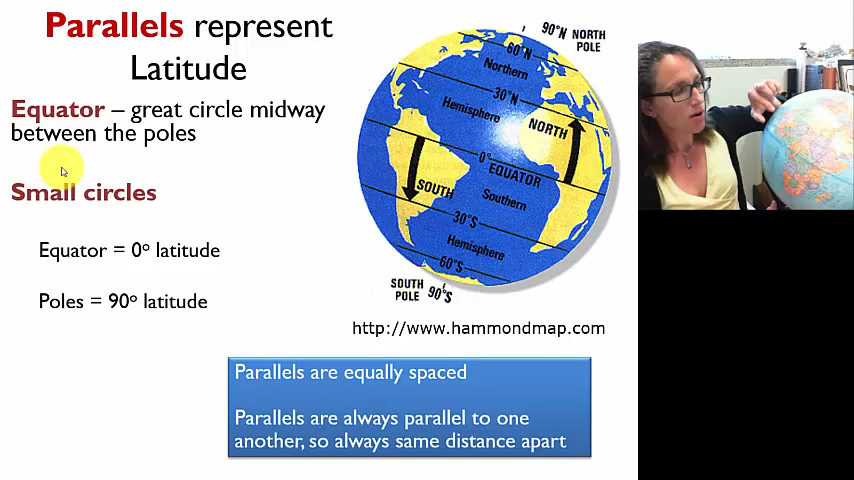 Parallels represent
Latitude
Equator – great circle midway
between the poles
Small circles
Equator = 0º latitude
Poles = 90º latitude
90°N NORTH
POLE
60°N
Northern
30°N
Hemisphere
NORTH
0°
EQUATOR
SOUTH
Southern
30°S
Hemisphere
60°S
SOUTH
POLE 90°S
http://www.hammondmap.com
Parallels are equally spaced
Parallels are always parallel to one
another, so always same distance apart